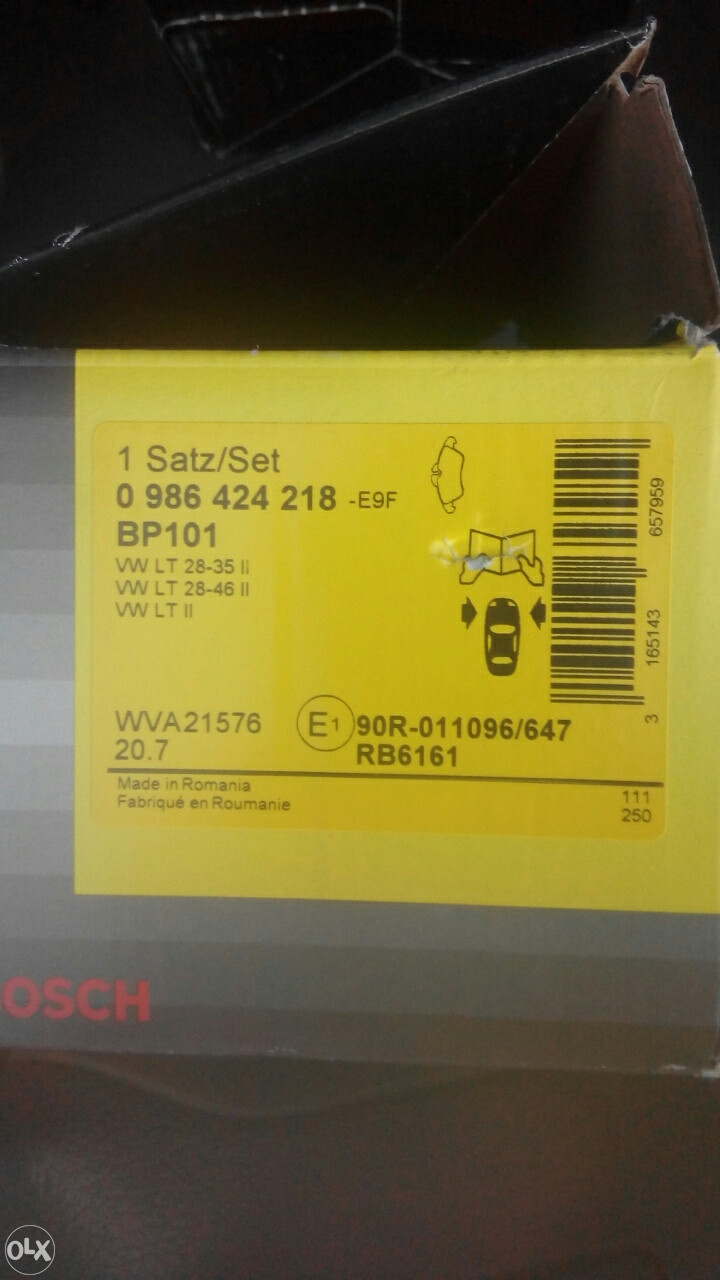 1 Satz/Set
0 986 424 218 -E9F
BP101
VW LT 28-35 II
VW LT 28-46 II
VW LT II
WVA21576
20.7
E1 90R-011096/647
RB6161
Made in Romania
Fabriqué en Roumanie
111
250
3 165143 657959
OSCH
OLX